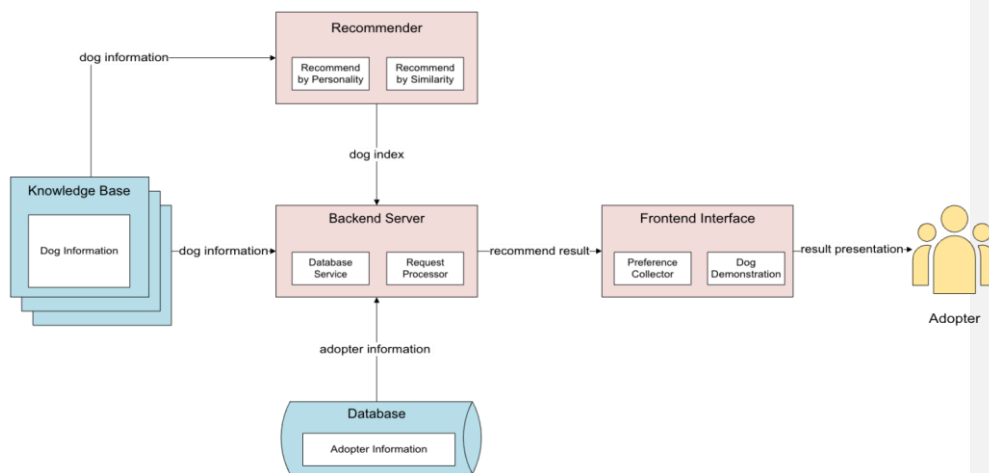 Recommender
Recommend
by Personality
Recommend
by Similarity
dog information
dog index
Knowledge Base
Dog Information
dog information
Backend Server
Database
Service
Request
Processor
recommend result
Frontend Interface
Preference
Collector
Dog
Demonstration
result presentation
Adopter
adopter information
Database
Adopter Information